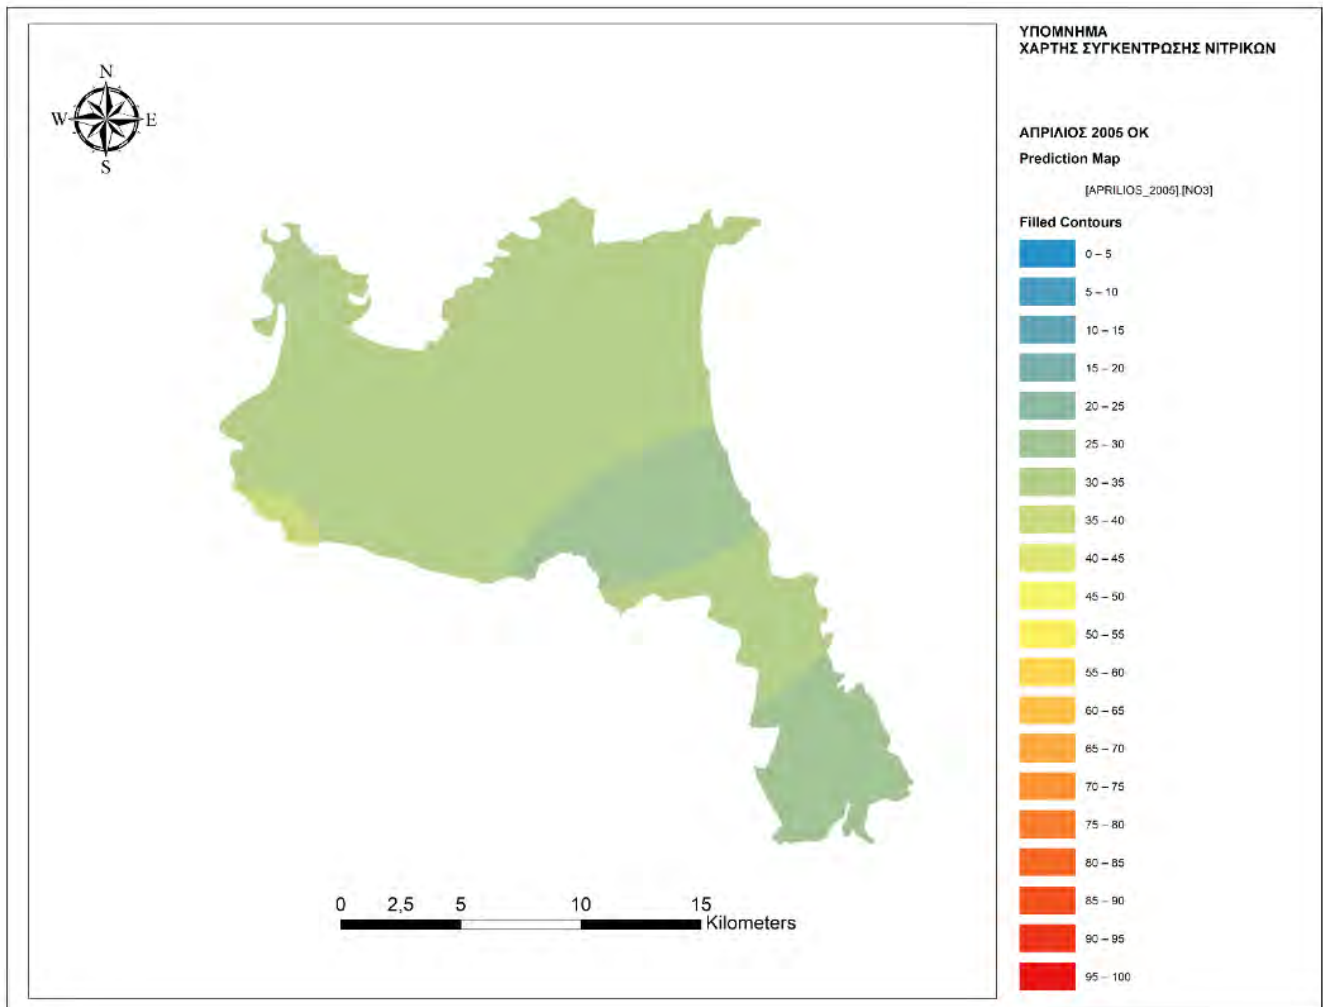 ΥΠΟΜΝΗΜΑ
ΧΑΡΤΗΣ ΣΥΓΚΕΝΤΡΩΣΗΣ ΝΙΤΡΙΚΩΝ
N
W E
S
ΑΠΡΙΛΙΟΣ 2005 OK
Prediction Map
[APRILIOS_2005].[NO3]
Filled Contours
0 – 5
5 – 10
10 – 15
15 – 20
20 – 25
25 – 30
30 – 35
35 – 40
40 – 45
45 – 50
50 – 55
55 – 60
60 – 65
65 – 70
70 – 75
75 – 80
80 – 85
85 – 90
90 – 95
95 – 100
0 2,5 5 10 15
Kilometers